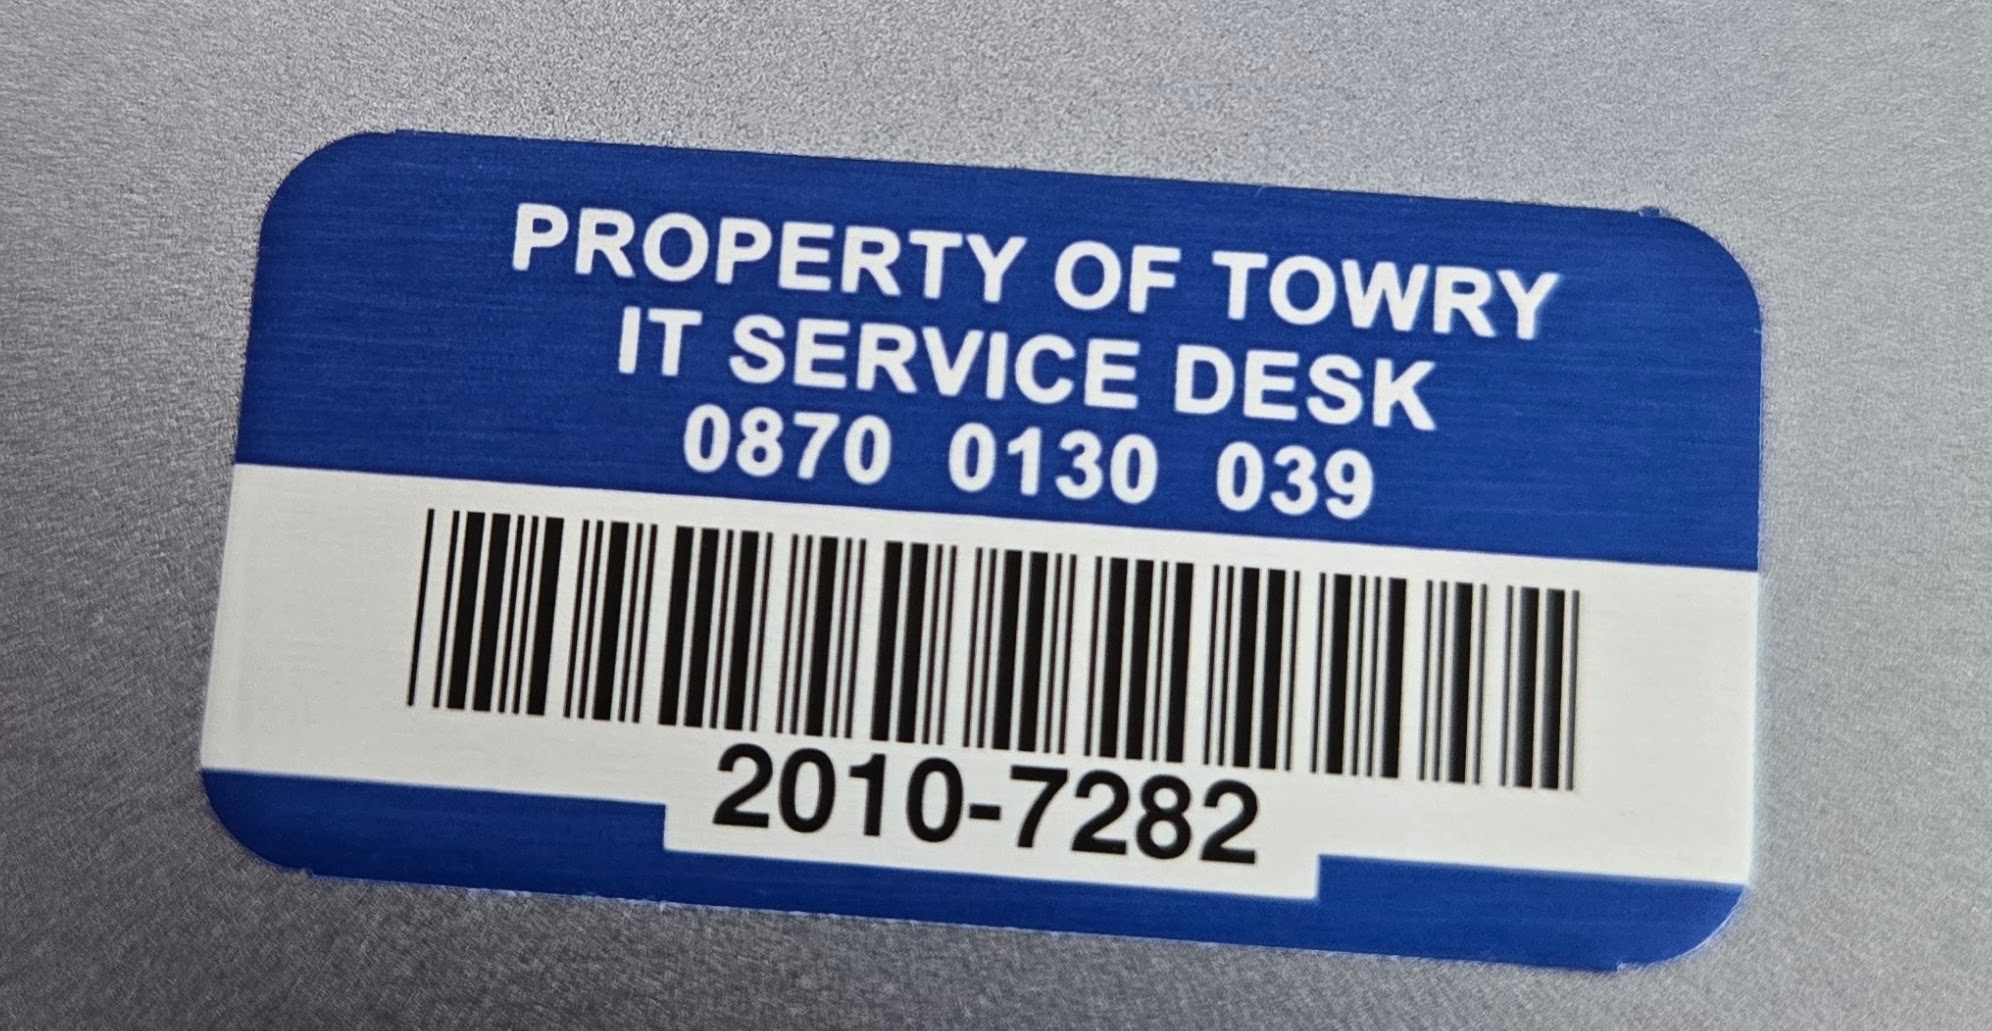 PROPERTY OF TOWRY
IT SERVICE DESK
0870 0130 039
2010-7282